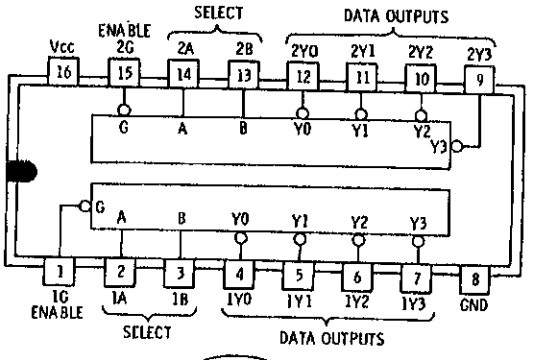 SELECT DATA OUTPUTS
ENABLE
Vcc 2G 2A 2B 2Y0 2Y1 2Y2 2Y3
16 15 14 13 12 11 10 9
G A B Y0 Y1 Y2
Y3
G A B Y0 Y1 Y2 Y3
1 2 3 4 5 6 7 8
1G 1A 1B 1Y0 1Y1 1Y2 1Y3 GND
ENABLE
SELECT DATA OUTPUTS